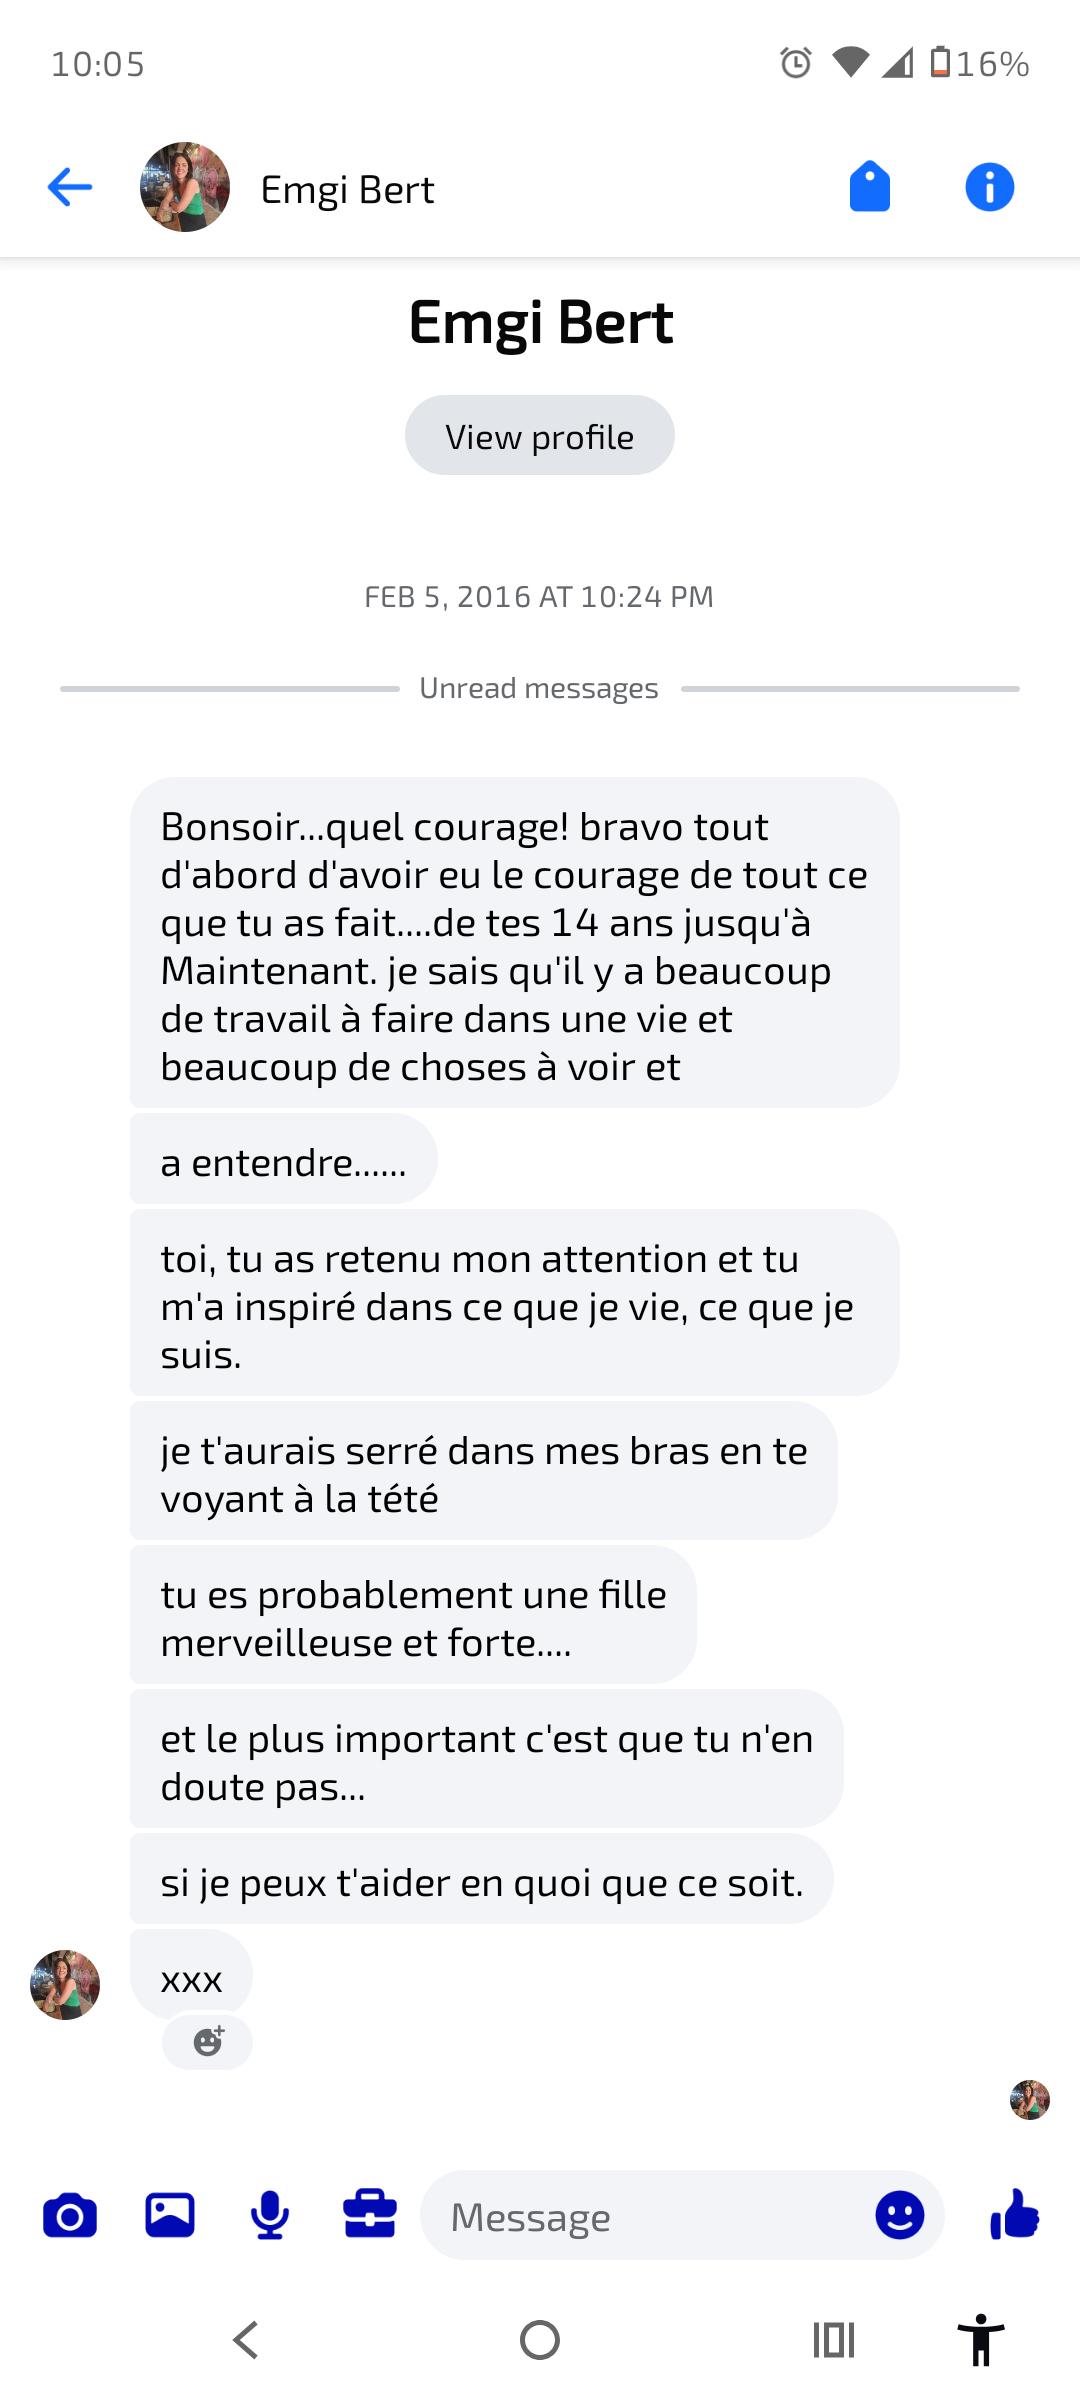 10:05
16%
Emgi Bert
Emgi Bert
View profile
FEB 5, 2016 AT 10:24 PM
Unread messages
Bonsoir...quel courage! bravo tout
d'abord d'avoir eu le courage de tout ce
que tu as fait....de tes 14 ans jusqu'à
Maintenant. je sais qu'il y a beaucoup
de travail à faire dans une vie et
beaucoup de choses à voir et
a entendre......
toi, tu as retenu mon attention et tu
m'a inspiré dans ce que je vie, ce que je
suis.
je t'aurais serré dans mes bras en te
voyant à la tété
tu es probablement une fille
merveilleuse et forte....
et le plus important c'est que tu n'en
doute pas...
si je peux t'aider en quoi que ce soit.
xxx
Message